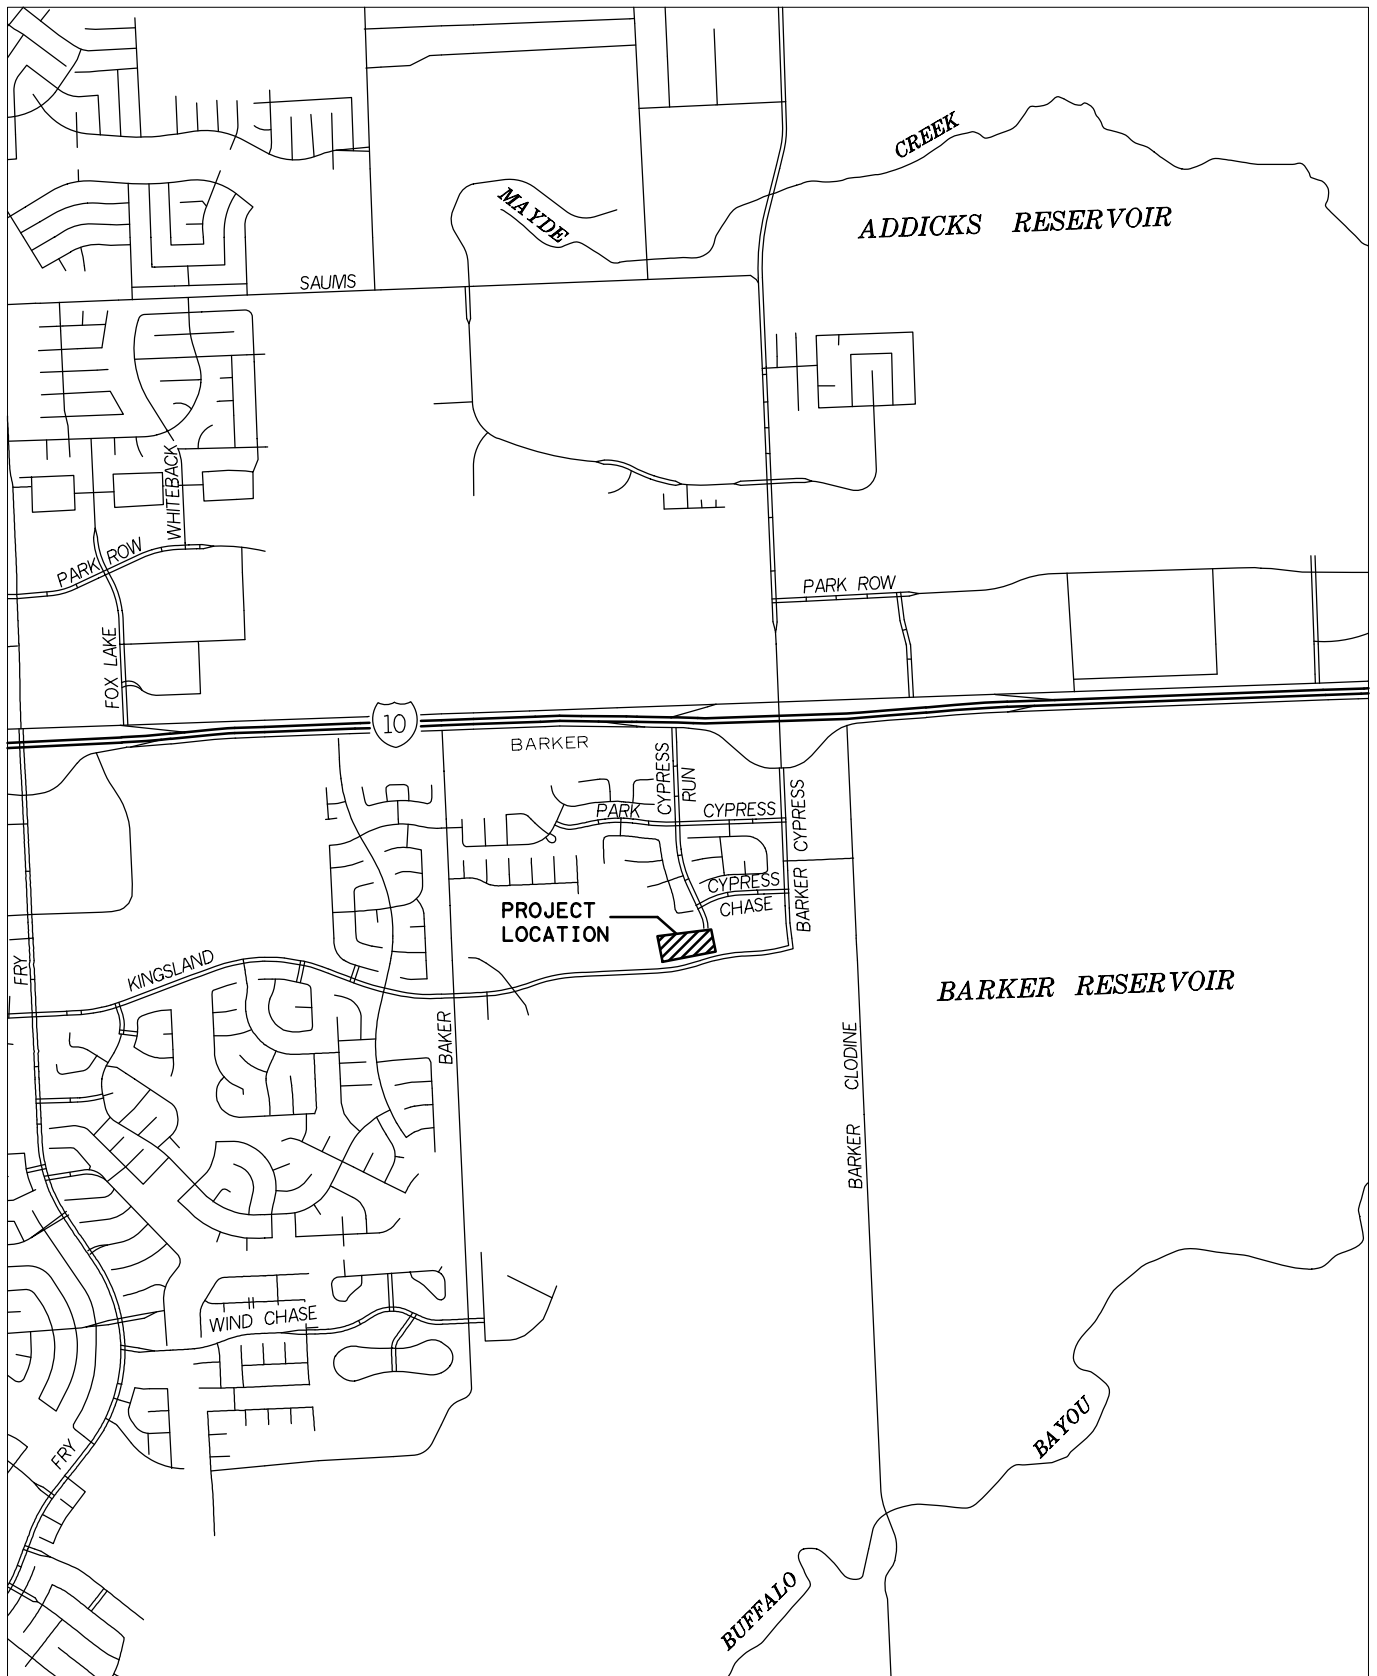 CREEK
MAYDE
ADDICKS RESERVOIR
SAUMS
WHITEBACK
PARK ROW
PARK ROW
FOX LAKE
10
BARKER
CYPRESS
RUN
PARK
CYPRESS
BARKER CYPRESS
CYPRESS
CHASE
PROJECT
LOCATION
FRY
KINGSLAND
BARKER RESERVOIR
BAKER
BARKER CLODINE
WIND CHASE
FRY
BAYOU
BUFFALO